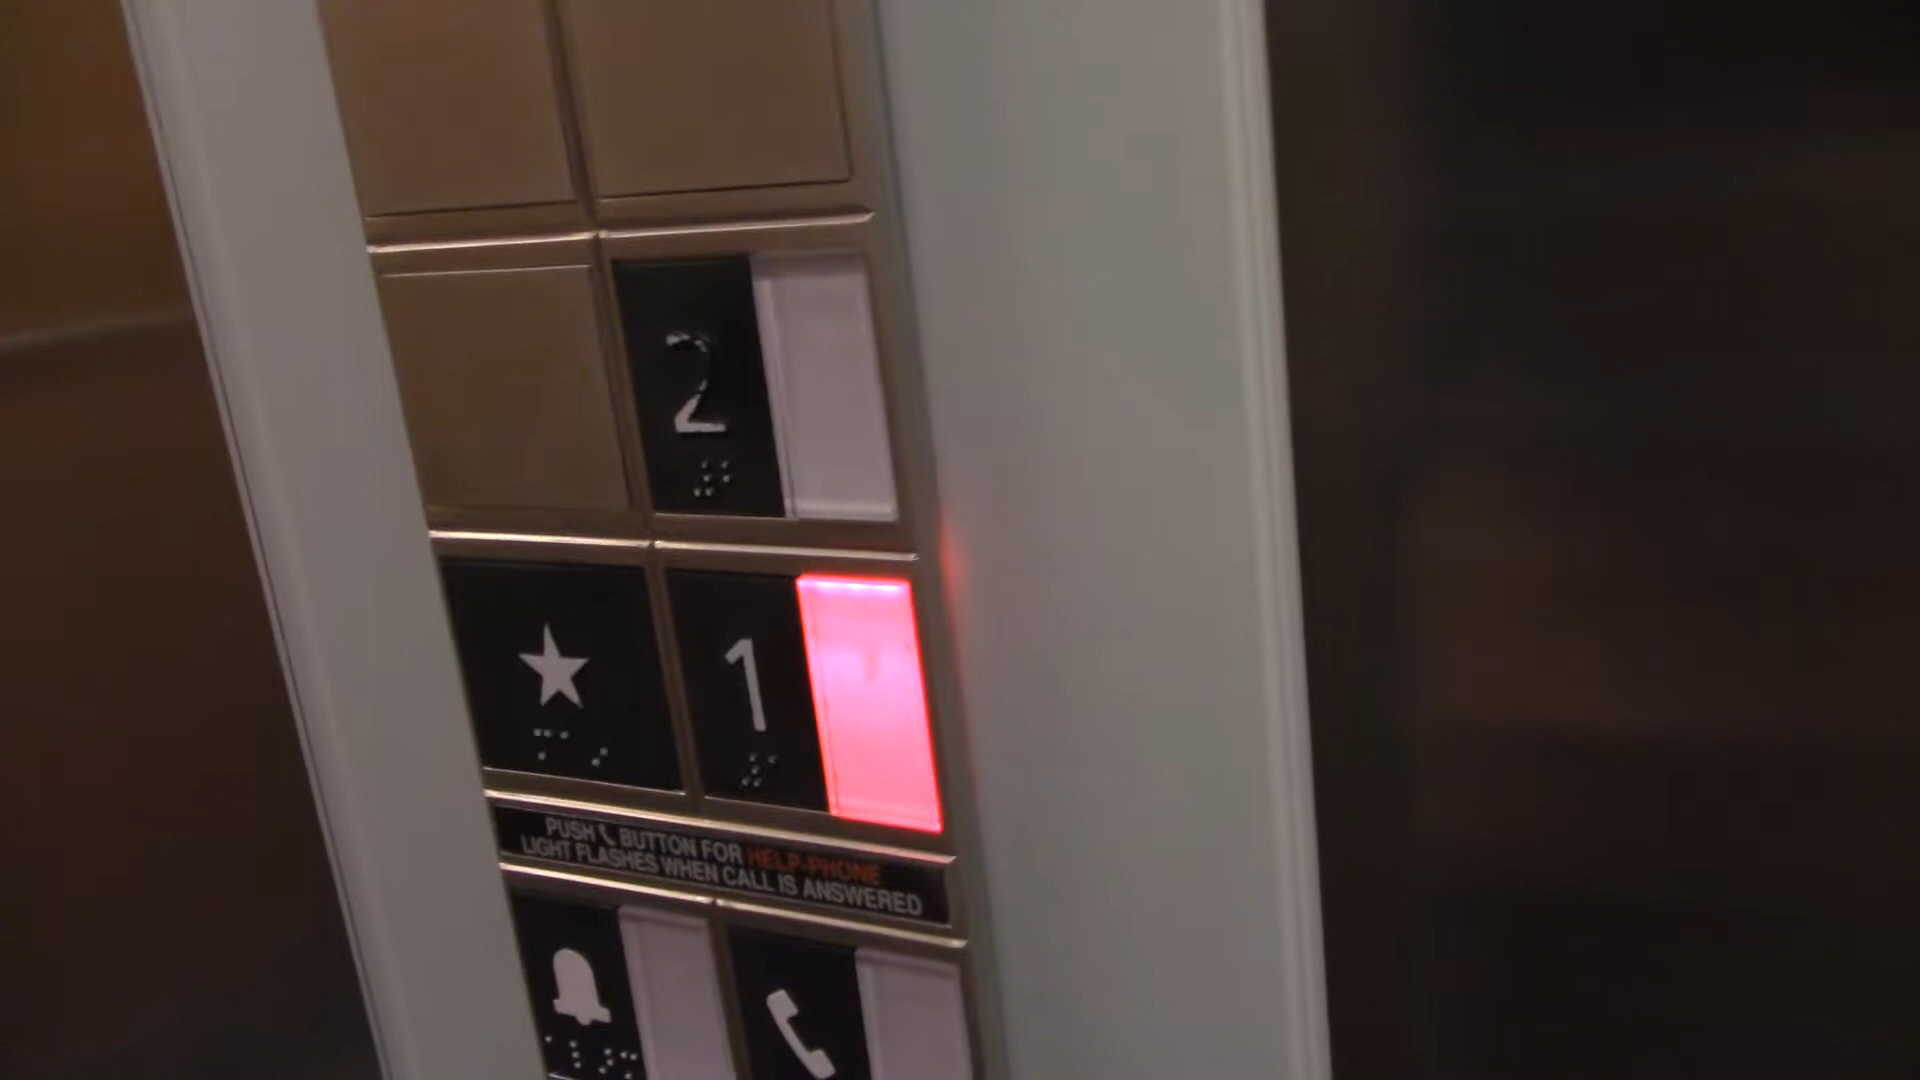 2
★ 1
PUSH BUTTON FOR HELP-PHONE
LIGHT FLASHES WHEN CALL IS ANSWERED